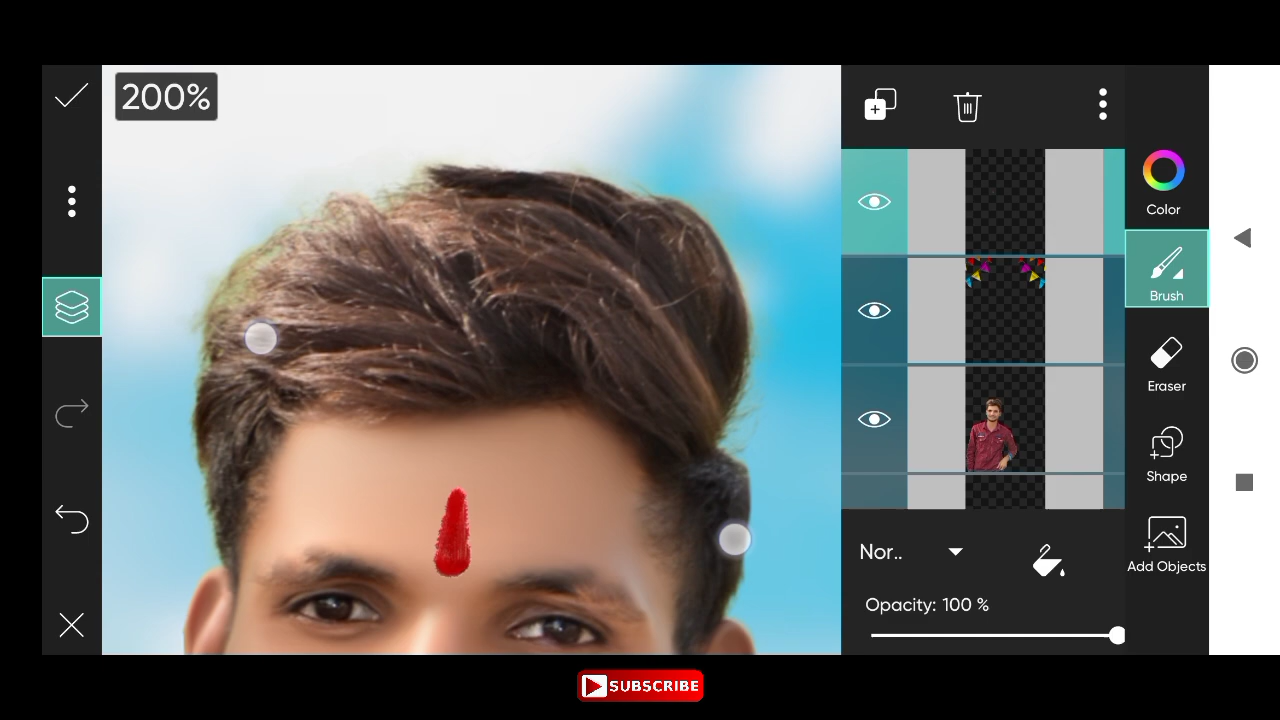 200%
Color
Brush
Eraser
Shape
Add Objects
Nor..
Opacity: 100 %
SUBSCRIBE